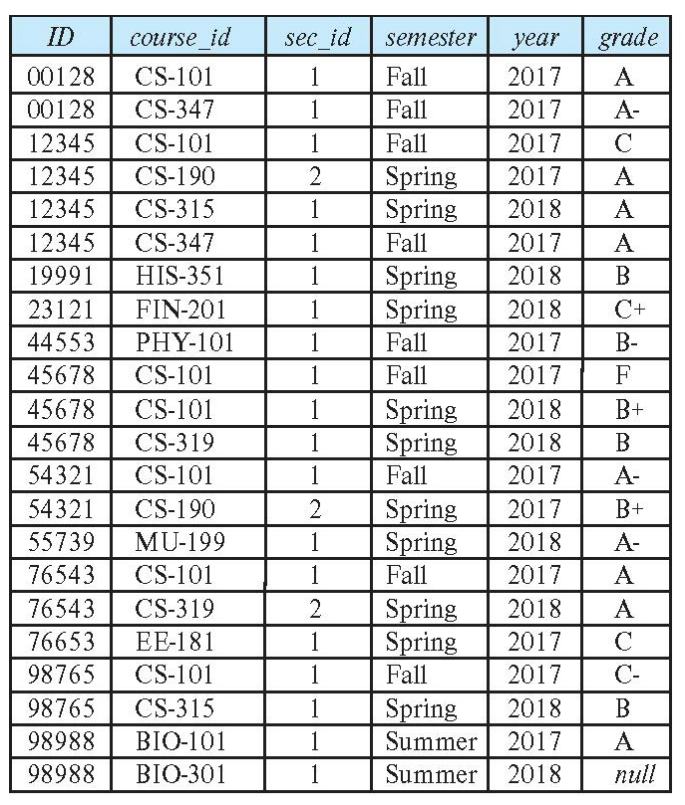 ID course_id sec_id semester year grade
00128 CS-101 1 Fall 2017 A
00128 CS-347 1 Fall 2017 A-
12345 CS-101 1 Fall 2017 C
12345 CS-190 2 Spring 2017 A
12345 CS-315 1 Spring 2018 A
12345 CS-347 1 Fall 2017 A
19991 HIS-351 1 Spring 2018 B
23121 FIN-201 1 Spring 2018 C+
44553 PHY-101 1 Fall 2017 B-
45678 CS-101 1 Fall 2017 F
45678 CS-101 1 Spring 2018 B+
45678 CS-319 1 Spring 2018 B
54321 CS-101 1 Fall 2017 A-
54321 CS-190 2 Spring 2017 B+
55739 MU-199 1 Spring 2018 A-
76543 CS-101 1 Fall 2017 A
76543 CS-319 2 Spring 2018 A
76653 EE-181 1 Spring 2017 C
98765 CS-101 1 Fall 2017 C-
98765 CS-315 1 Spring 2018 B
98988 BIO-101 1 Summer 2017 A
98988 BIO-301 1 Summer 2018 null